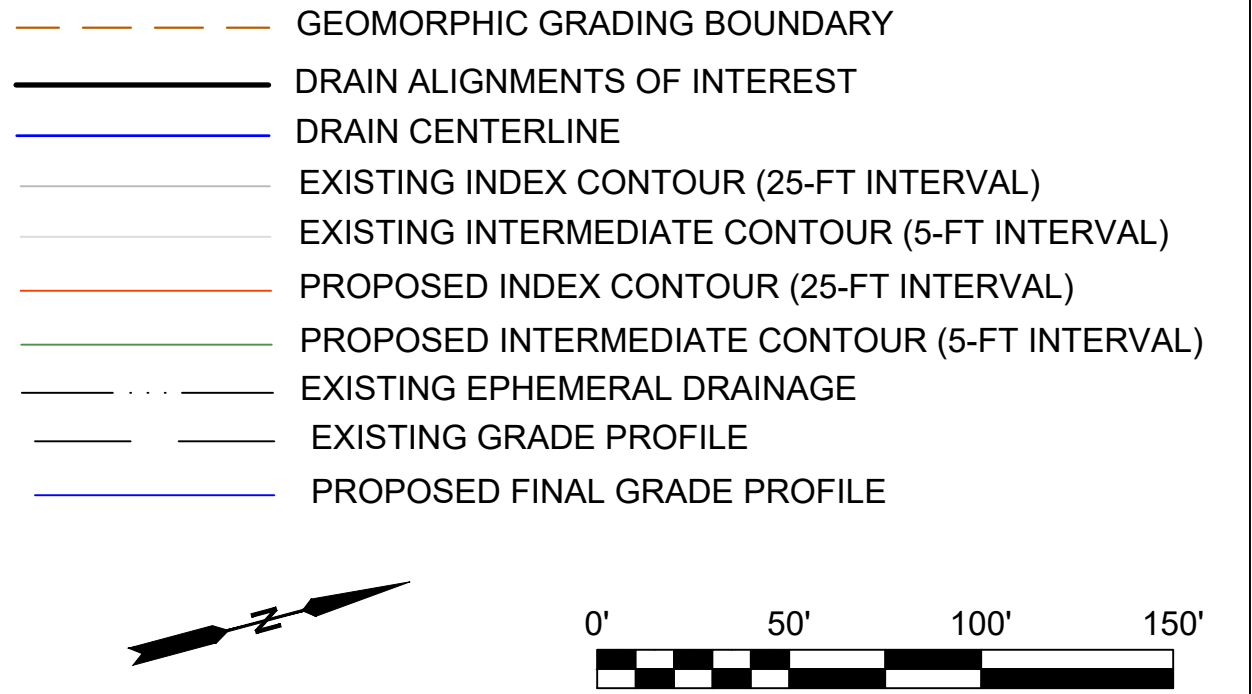 GEOMORPHIC GRADING BOUNDARY
DRAIN ALIGNMENTS OF INTEREST
DRAIN CENTERLINE
EXISTING INDEX CONTOUR (25-FT INTERVAL)
EXISTING INTERMEDIATE CONTOUR (5-FT INTERVAL)
PROPOSED INDEX CONTOUR (25-FT INTERVAL)
PROPOSED INTERMEDIATE CONTOUR (5-FT INTERVAL)
EXISTING EPHEMERAL DRAINAGE
EXISTING GRADE PROFILE
PROPOSED FINAL GRADE PROFILE
N
0' 50' 100' 150'